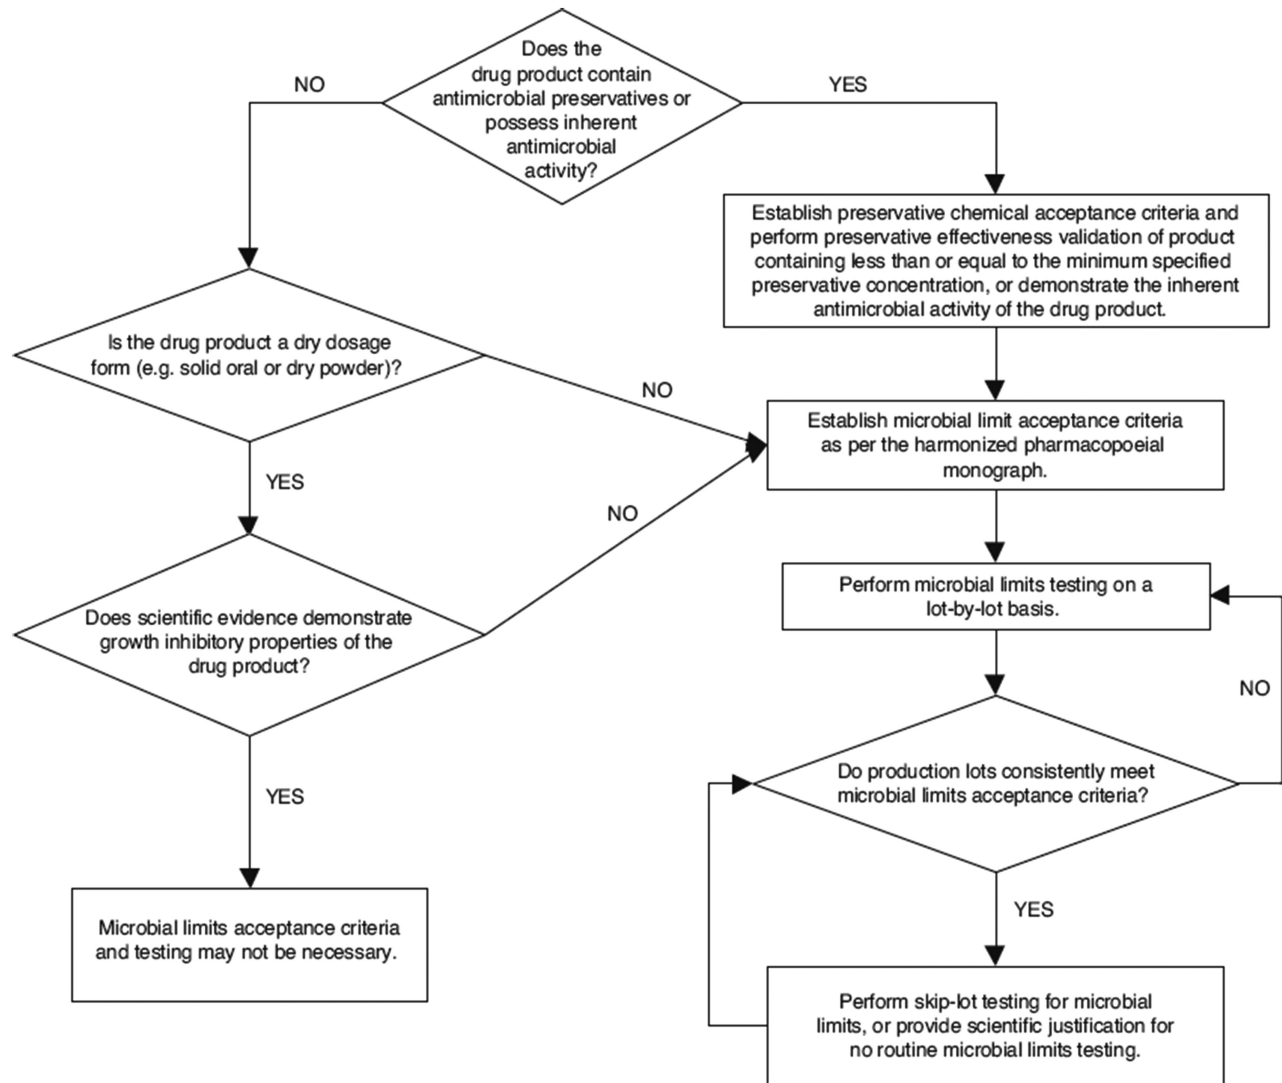 Does the
drug product contain
antimicrobial preservatives or
possess inherent
antimicrobial
activity?
NO
YES
Establish preservative chemical acceptance criteria and
perform preservative effectiveness validation of product
containing less than or equal to the minimum specified
preservative concentration, or demonstrate the inherent
antimicrobial activity of the drug product.
Is the drug product a dry dosage
form (e.g. solid oral or dry powder)?
NO
YES
Establish microbial limit acceptance criteria
as per the harmonized pharmacopoeial
monograph.
Does scientific evidence demonstrate
growth inhibitory properties of the
drug product?
NO
YES
Perform microbial limits testing on a
lot-by-lot basis.
NO
Do production lots consistently meet
microbial limits acceptance criteria?
YES
Microbial limits acceptance criteria
and testing may not be necessary.
Perform skip-lot testing for microbial
limits, or provide scientific justification for
no routine microbial limits testing.